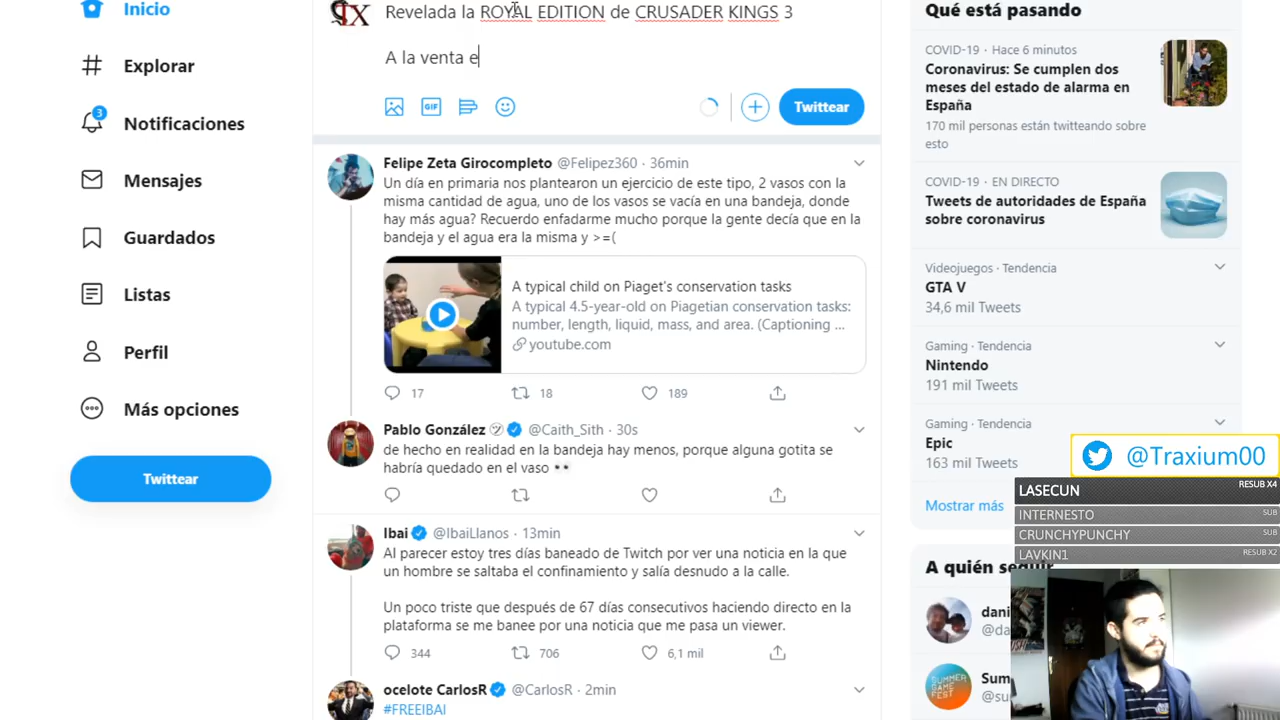 Inicio
Explorar
3
Notificaciones
Mensajes
Guardados
Listas
Perfil
Más opciones
Twittear
Revelada la ROYAL EDITION de CRUSADER KINGS 3
A la venta e
GIF
Twittear
Felipe Zeta Girocompleto @Felipez360 · 36min
Un día en primaria nos plantearon un ejercicio de este tipo, 2 vasos con la
misma cantidad de agua, uno de los vasos se vacía en una bandeja, donde
hay más agua? Recuerdo enfadarme mucho porque la gente decía que en la
bandeja y el agua era la misma y >=(
A typical child on Piaget's conservation tasks
A typical 4.5-year-old on Piagetian conservation tasks:
number, length, liquid, mass, and area. (Captioning ...
youtube.com
17 18 189
Pablo González @Caith_Sith · 30s
de hecho en realidad en la bandeja hay menos, porque alguna gotita se
habría quedado en el vaso 👀
Ibai @IbaiLlanos · 13min
Al parecer estoy tres días baneado de Twitch por ver una noticia en la que
un hombre se saltaba el confinamiento y salía desnudo a la calle.
Un poco triste que después de 67 días consecutivos haciendo directo en la
plataforma se me banee por una noticia que me pasa un viewer.
344 706 6,1 mil
ocelote CarlosR @CarlosR · 2min
#FREEIBAI
Qué está pasando
COVID-19 · Hace 6 minutos
Coronavirus: Se cumplen dos
meses del estado de alarma en
España
170 mil personas están twitteando sobre
esto
COVID-19 · EN DIRECTO
Tweets de autoridades de España
sobre coronavirus
Videojuegos · Tendencia
GTA V
34,6 mil Tweets
Gaming · Tendencia
Nintendo
191 mil Tweets
Gaming · Tendencia
Epic
163 mil Tweets
Mostrar más
@Traxium00
LASECUN RESUB X4
INTERNESTO SUB
CRUNCHYPUNCHY SUB
LAVKIN1 RESUB X2
A quién seguir
dani
@da
Sum
@su
SUMMER
GAME
FEST